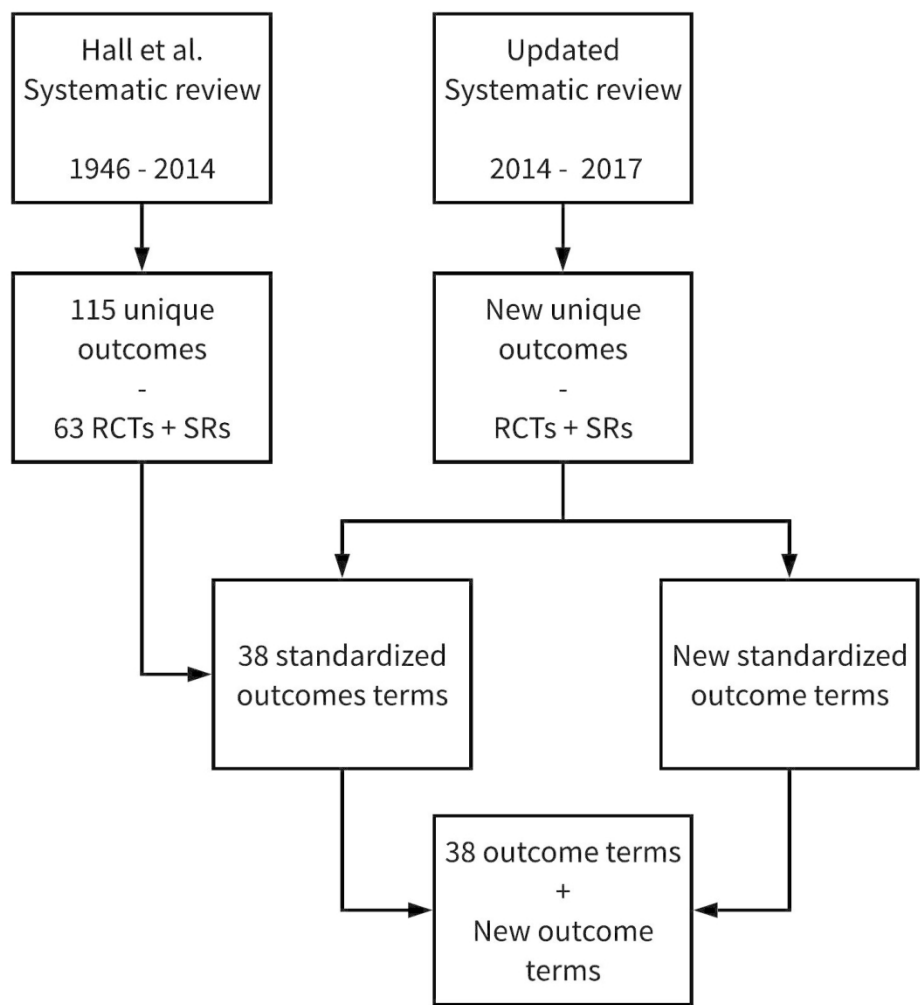 Hall et al.
Systematic review
1946 - 2014
Updated
Systematic review
2014 - 2017
115 unique
outcomes
-
63 RCTs + SRs
New unique
outcomes
-
RCTs + SRs
38 standardized
outcomes terms
New standardized
outcome terms
38 outcome terms
+
New outcome
terms